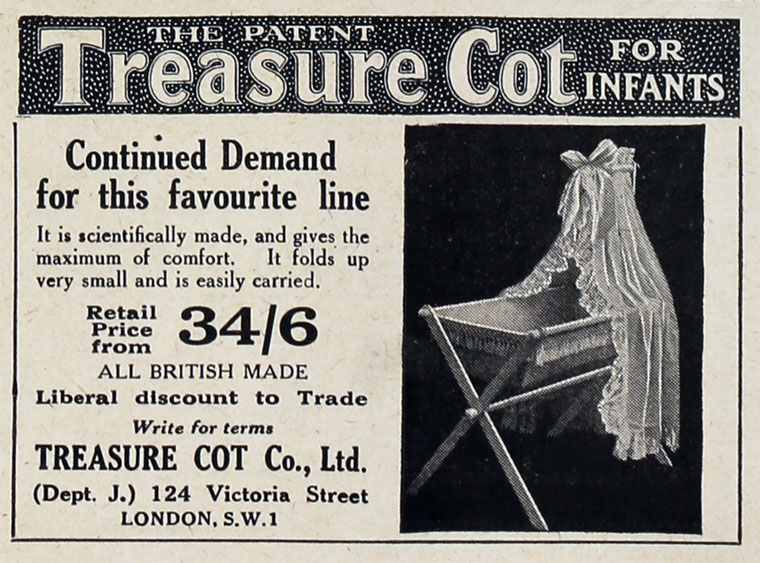 THE PATENT
Treasure Cot FOR INFANTS
Continued Demand
for this favourite line
It is scientifically made, and gives the
maximum of comfort. It folds up
very small and is easily carried.
Retail Price from 34/6
ALL BRITISH MADE
Liberal discount to Trade
Write for terms
TREASURE COT Co., Ltd.
(Dept. J.) 124 Victoria Street
LONDON, S.W.1